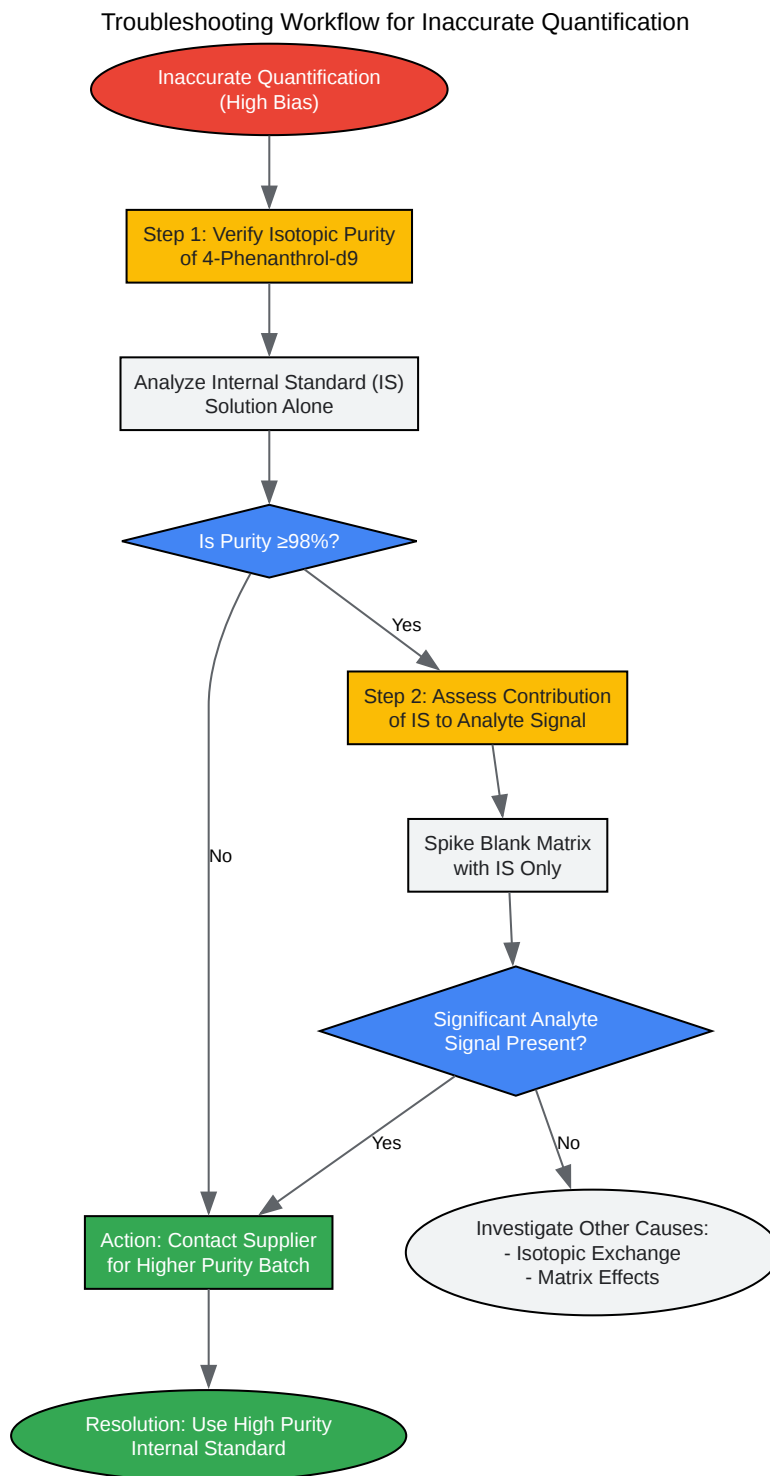 Troubleshooting Workflow for Inaccurate Quantification
Inaccurate Quantification
(High Bias)
Step 1: Verify Isotopic Purity
of 4-Phenanthrol-d9
Analyze Internal Standard (IS)
Solution Alone
Is Purity ≥98%?
Yes
Step 2: Assess Contribution
of IS to Analyte Signal
Spike Blank Matrix
with IS Only
No
Significant Analyte
Signal Present?
Yes
No
Action: Contact Supplier
for Higher Purity Batch
Investigate Other Causes:
- Isotopic Exchange
- Matrix Effects
Resolution: Use High Purity
Internal Standard